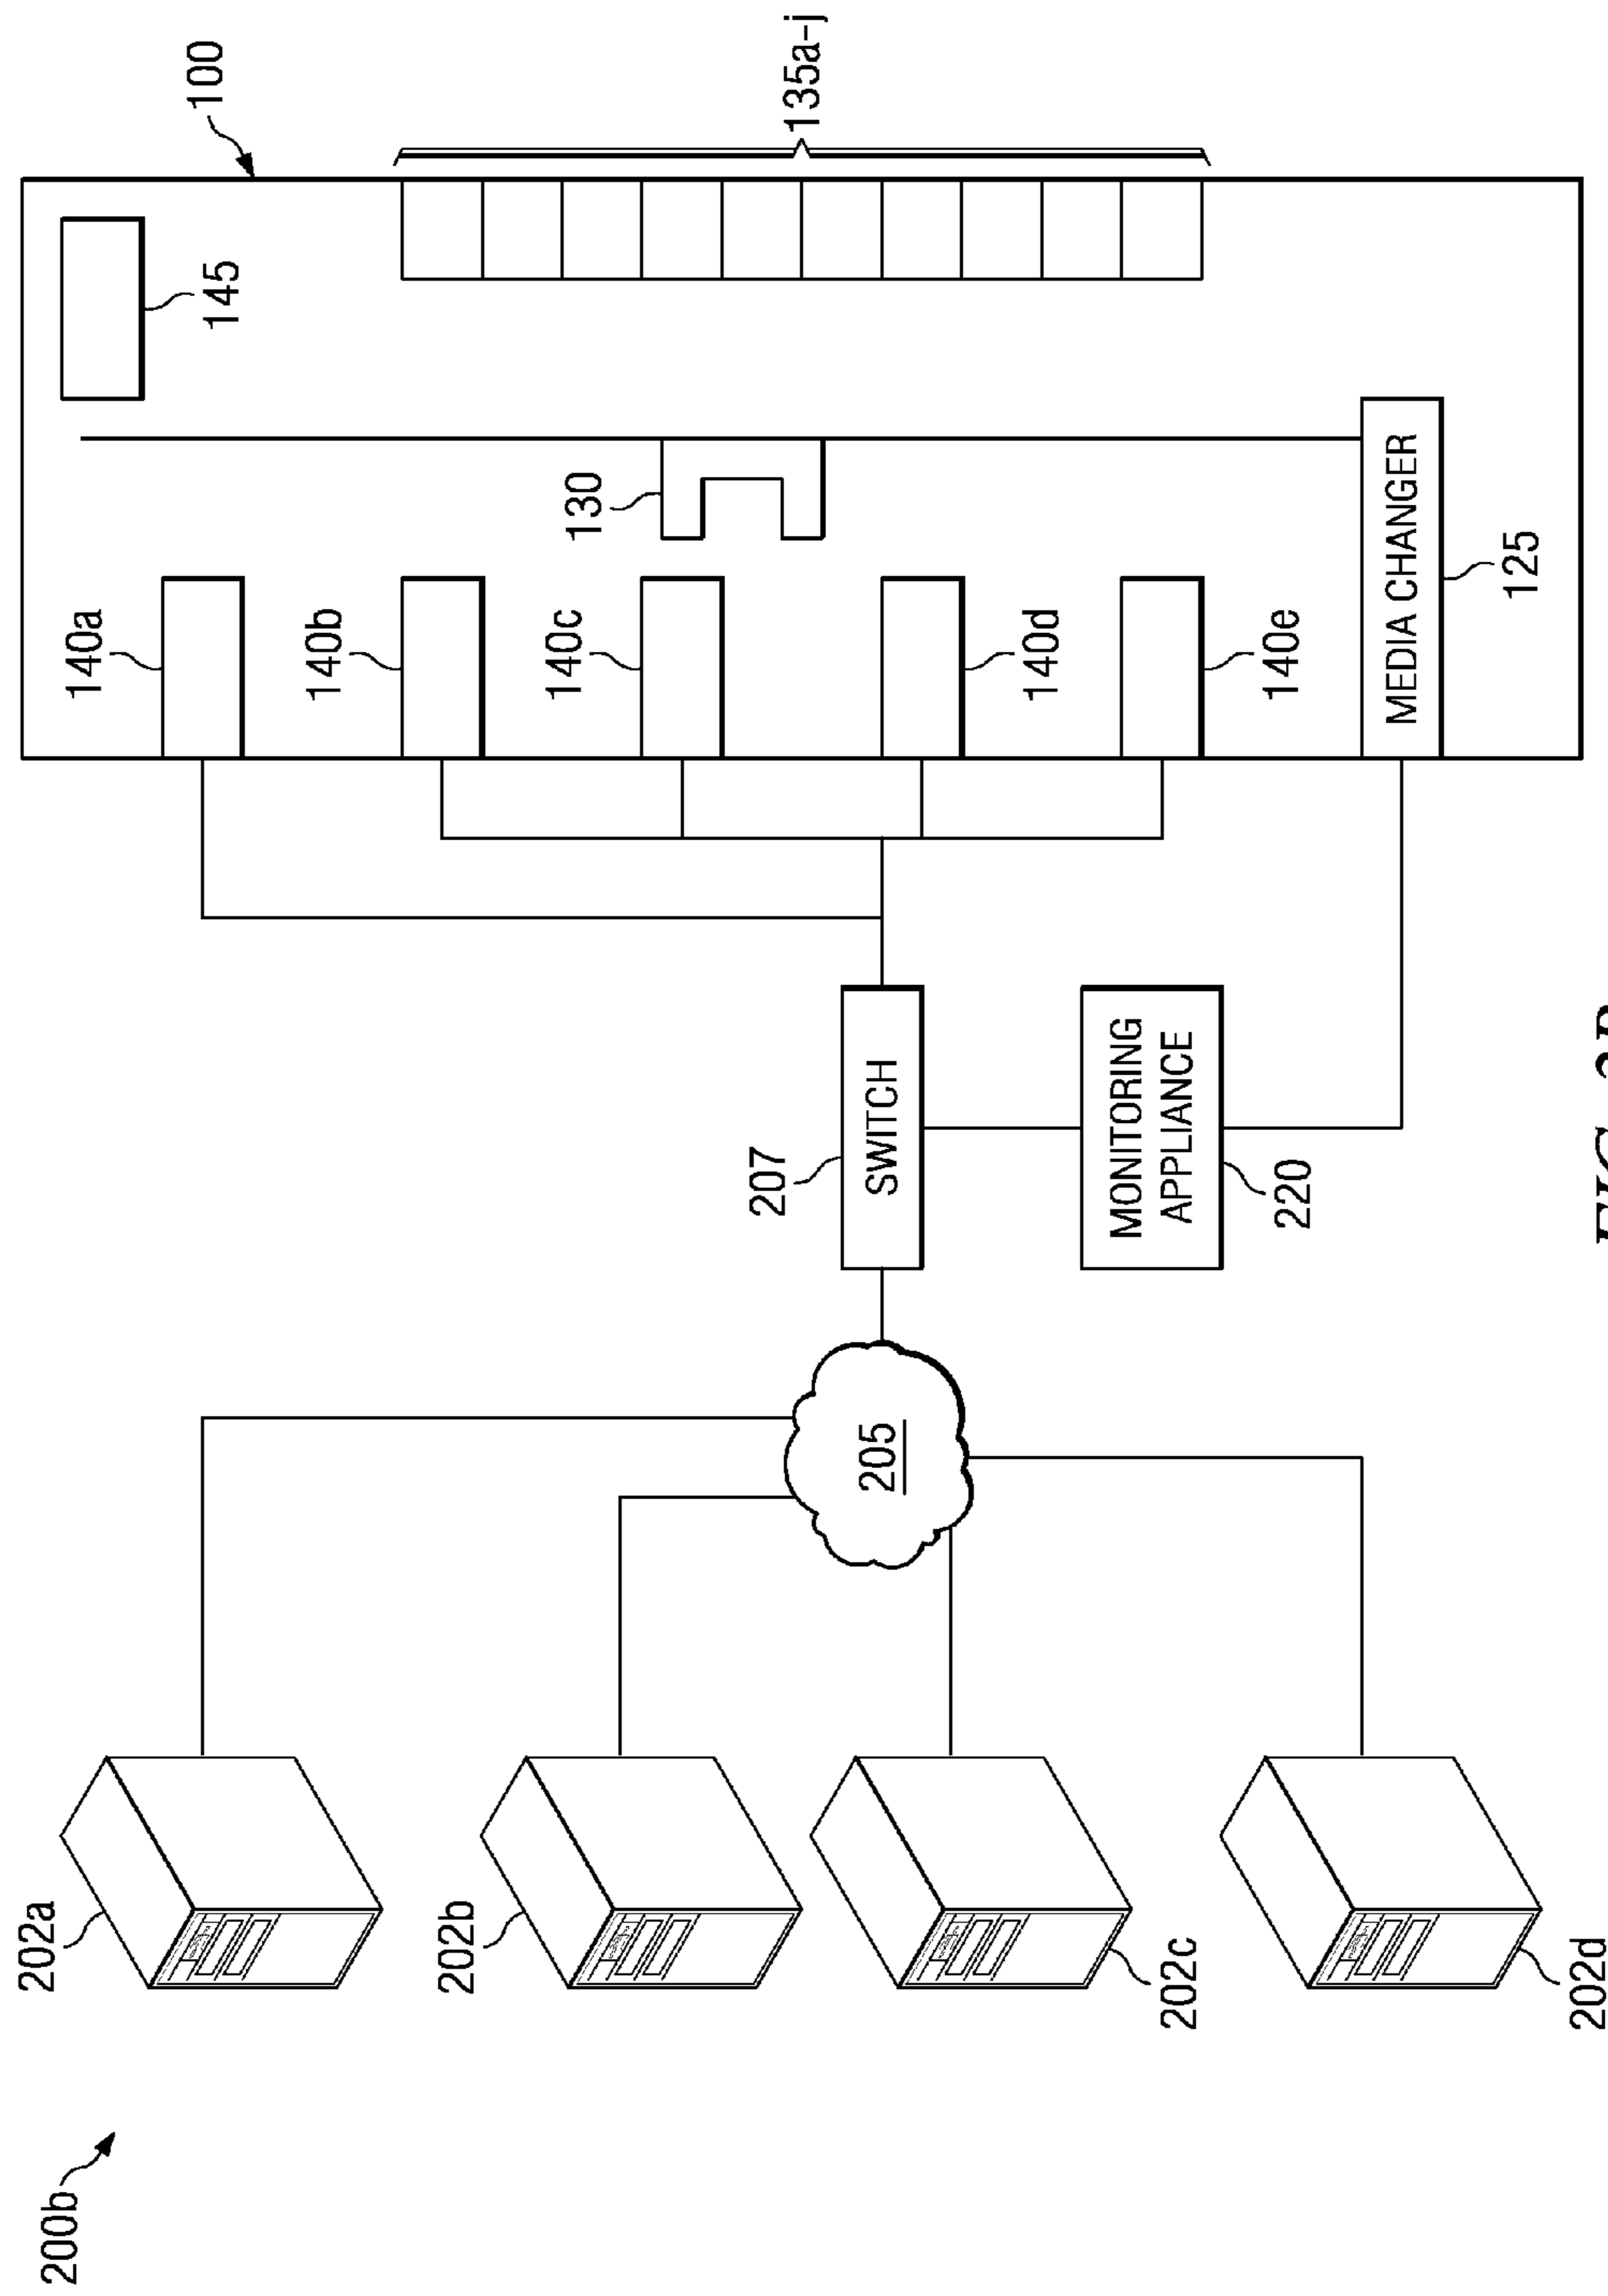 200b
202a
202b
202c
202d
205
207
SWITCH
MONITORING
APPLIANCE
220
100
140a
140b
140c
140d
140e
130
145
135a-j
MEDIA CHANGER
125